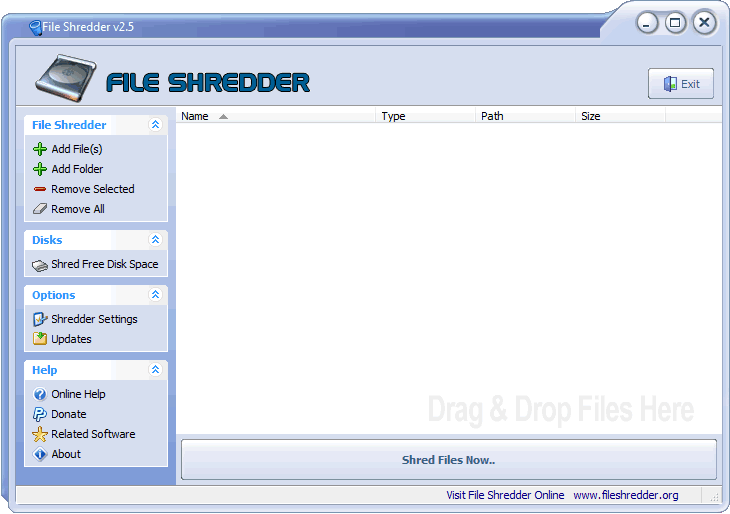 File Shredder v2.5
FILE SHREDDER
Exit
File Shredder
Add File(s)
Add Folder
Remove Selected
Remove All
Disks
Shred Free Disk Space
Options
Shredder Settings
Updates
Help
Online Help
Donate
Related Software
About
Name Type Path Size
Drag & Drop Files Here
Shred Files Now..
Visit File Shredder Online www.fileshredder.org